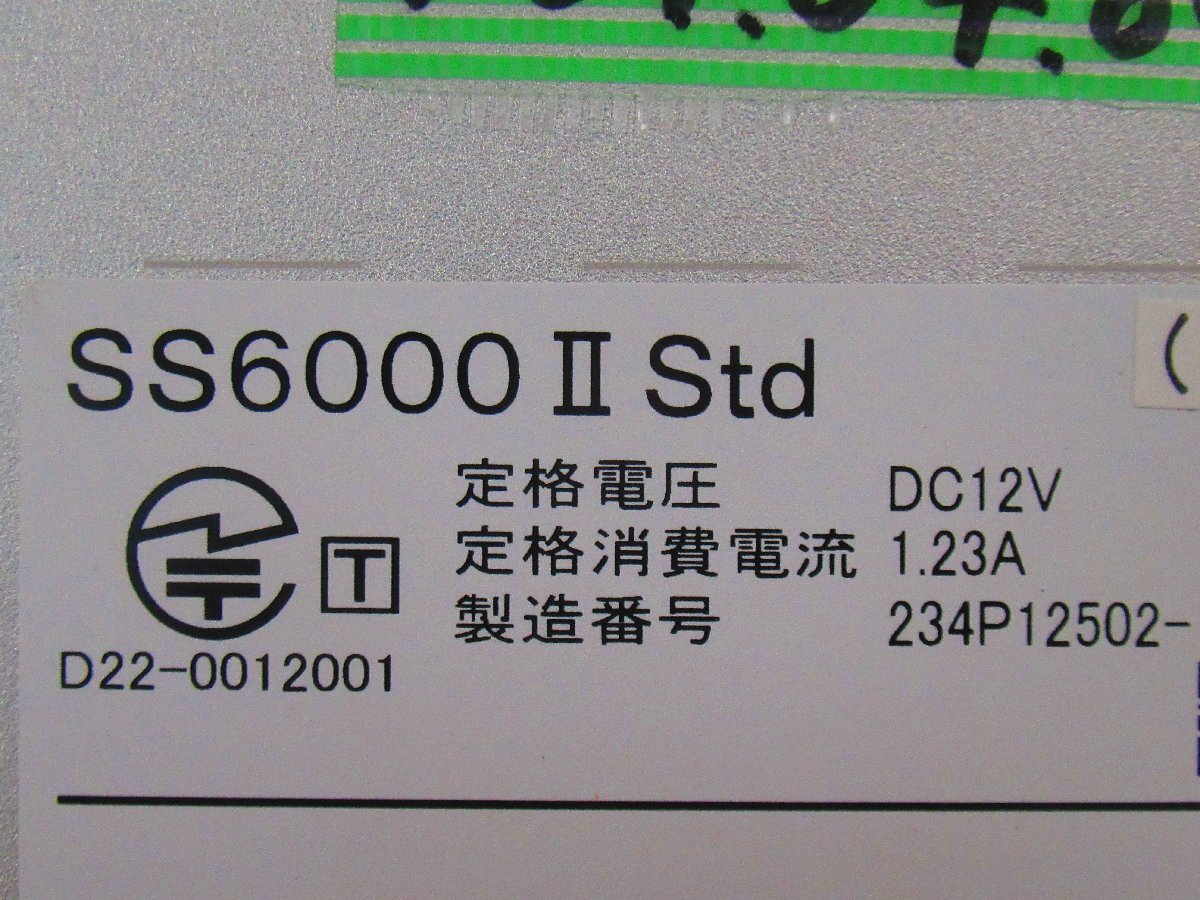 SS6000 II Std
定格電圧 DC12V
定格消費電流 1.23A
T
製造番号 234P12502-
D22-0012001